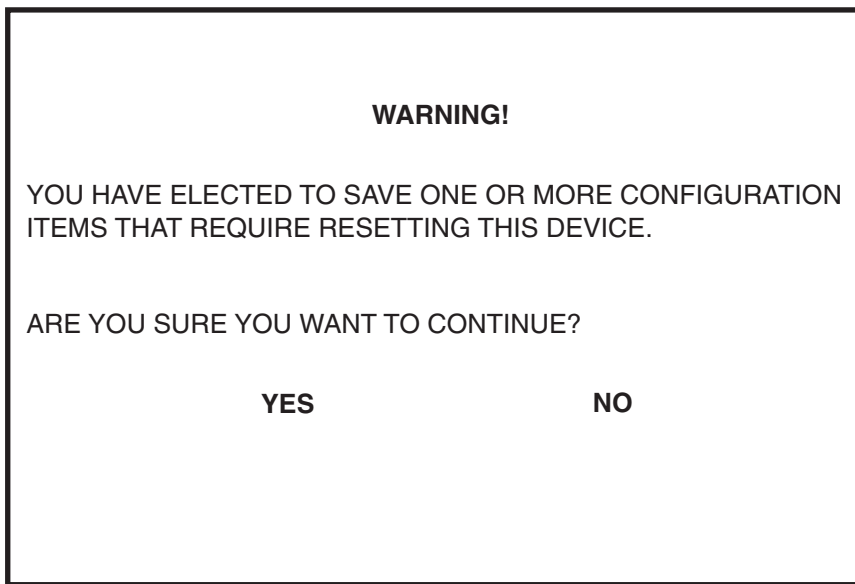 WARNING!
YOU HAVE ELECTED TO SAVE ONE OR MORE CONFIGURATION
ITEMS THAT REQUIRE RESETTING THIS DEVICE.
ARE YOU SURE YOU WANT TO CONTINUE?
YES NO